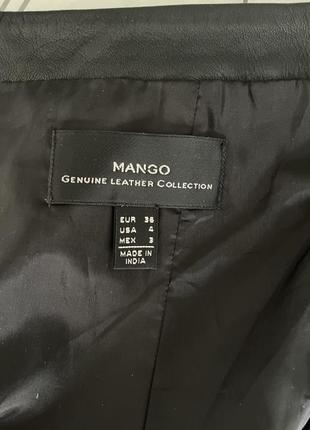 MANGO
GENUINE LEATHER COLLECTION
EUR 36
USA 4
MEX 3
MADE IN
INDIA